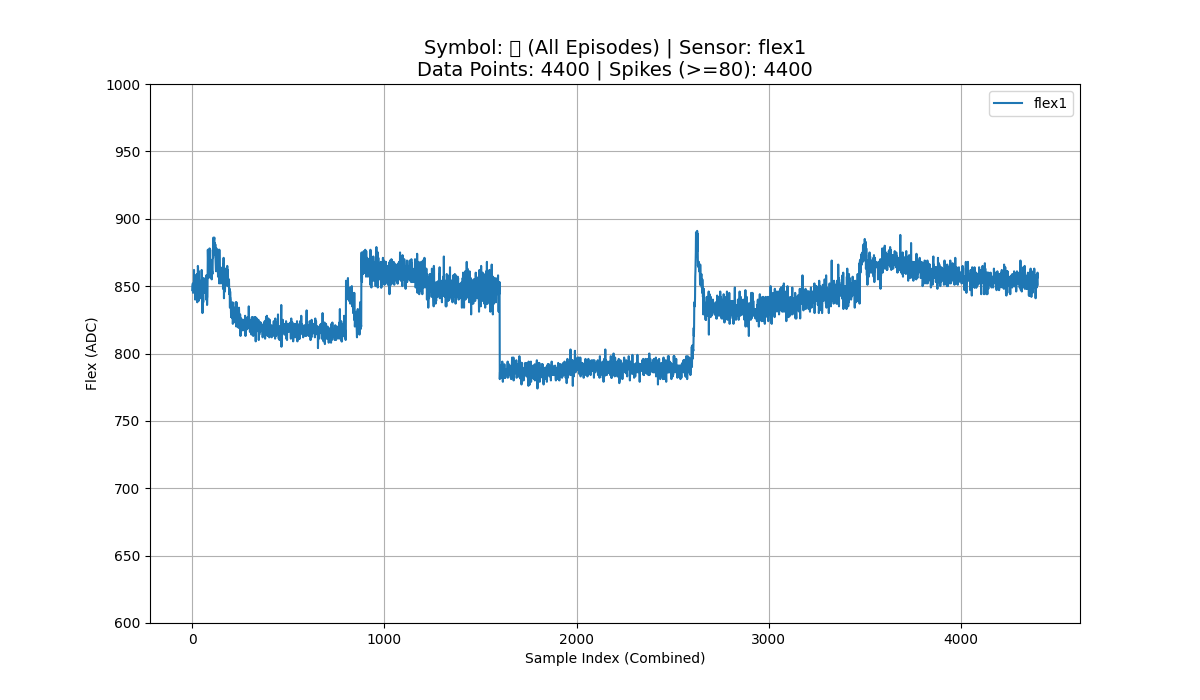 Symbol: (All Episodes) | Sensor: flex1
Data Points: 4400 | Spikes (>=80): 4400
flex1
1000
950
900
850
800
750
700
650
600
Flex (ADC)
0 1000 2000 3000 4000
Sample Index (Combined)